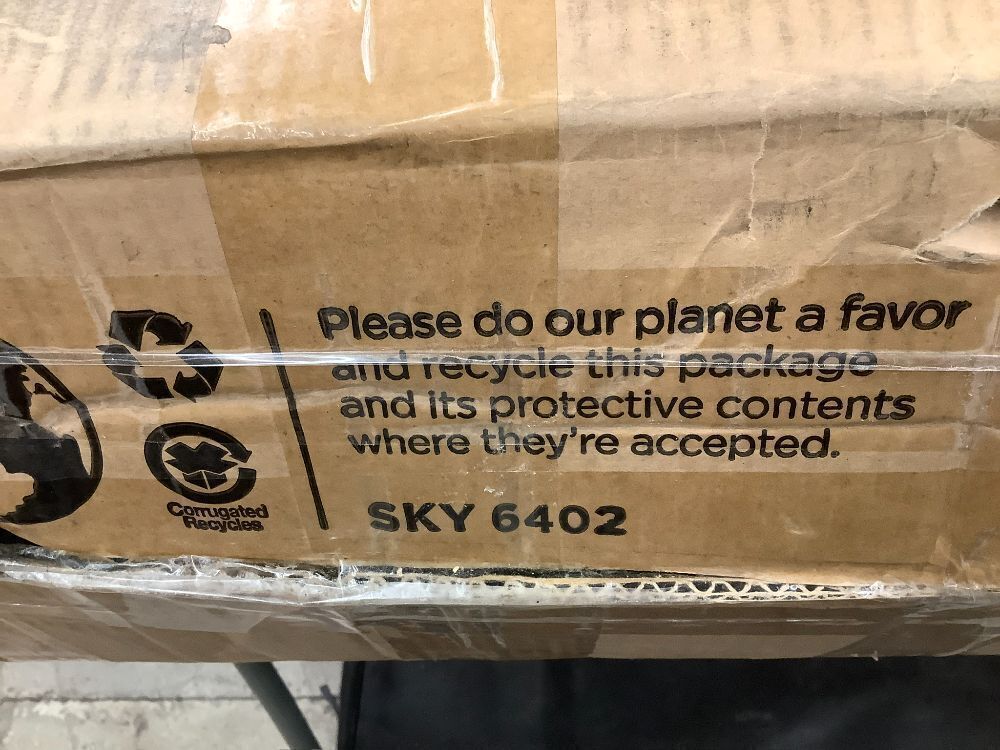 Please do our planet a favor
and recycle this package
and its protective contents
where they're accepted.
SKY 6402
Corrugated
Recycles